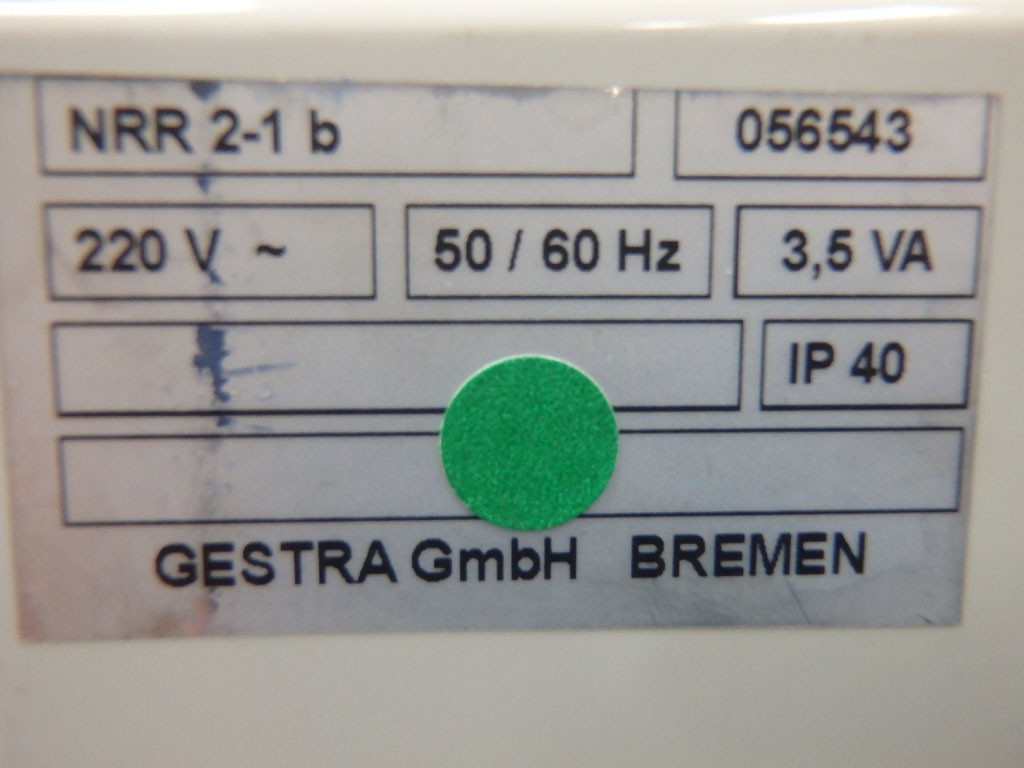 NRR 2-1 b 056543
220 V ~ 50 / 60 Hz 3,5 VA
IP 40
GESTRA GmbH BREMEN